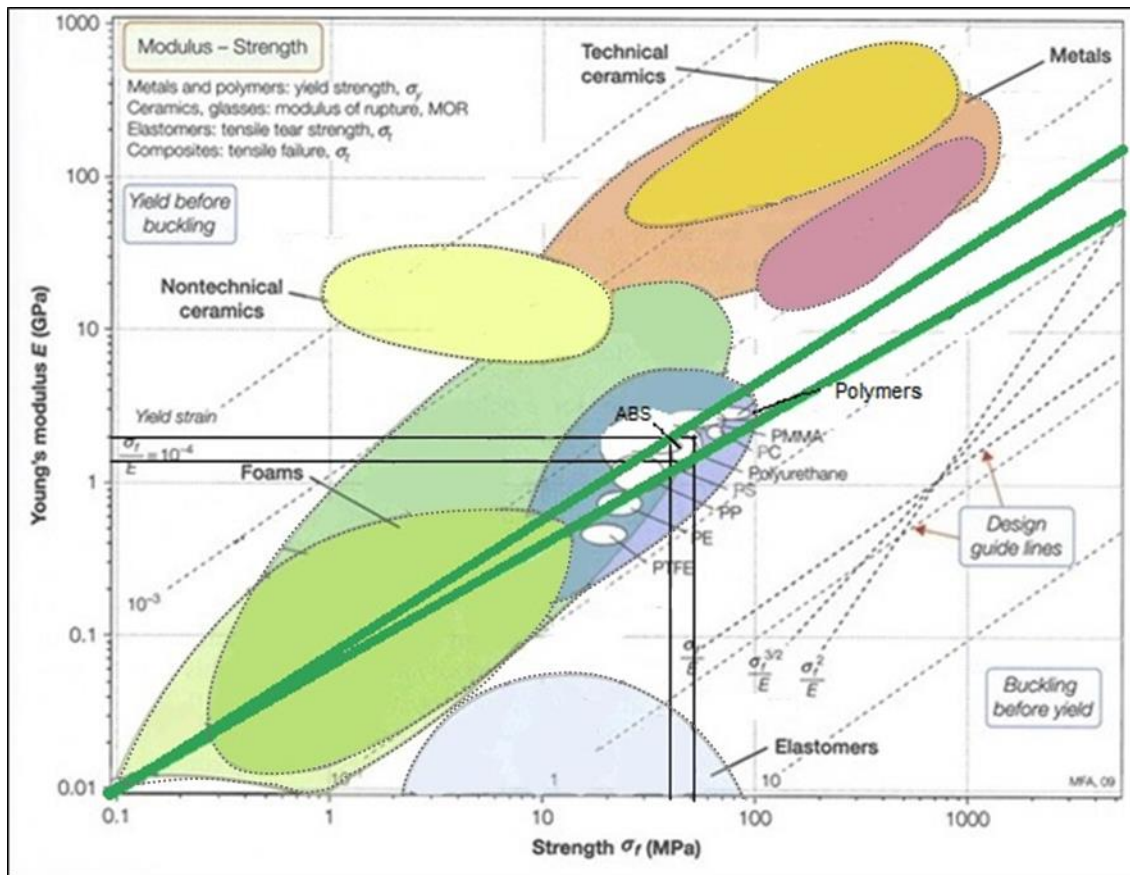 1000
Modulus – Strength
Metals and polymers: yield strength, σy
Ceramics, glasses: modulus of rupture, MOR
Elastomers: tensile tear strength, σt
Composites: tensile failure, σt
Technical
ceramics
Metals
100
Yield before
buckling
Nontechnical
ceramics
10
Young's modulus E (GPa)
Polymers
ABS
Yield strain
σf/E = 10⁻⁴
PMMA
PC
Polyurethane
PS
PP
PE
PTFE
Foams
1
Design
guide lines
10⁻³
0.1
σf/E
σf^3/2/E
σf^2/E
Buckling
before yield
Elastomers
0.01
1
10
MFA, 09
0.1
1
10
100
1000
Strength σf (MPa)